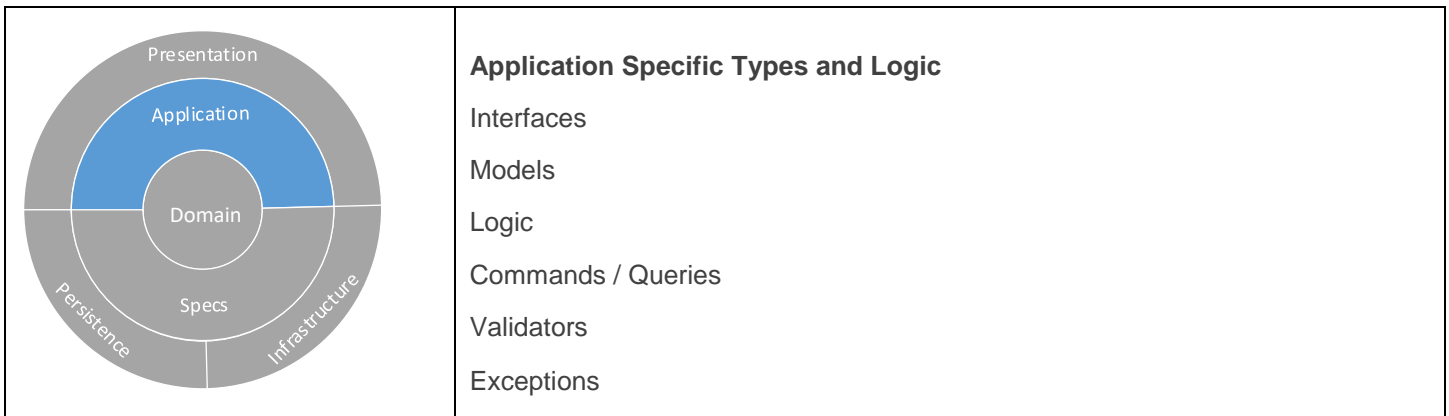 Presentation
Application
Domain
Specs
Persistence
Infrastructure
Application Specific Types and Logic
Interfaces
Models
Logic
Commands / Queries
Validators
Exceptions